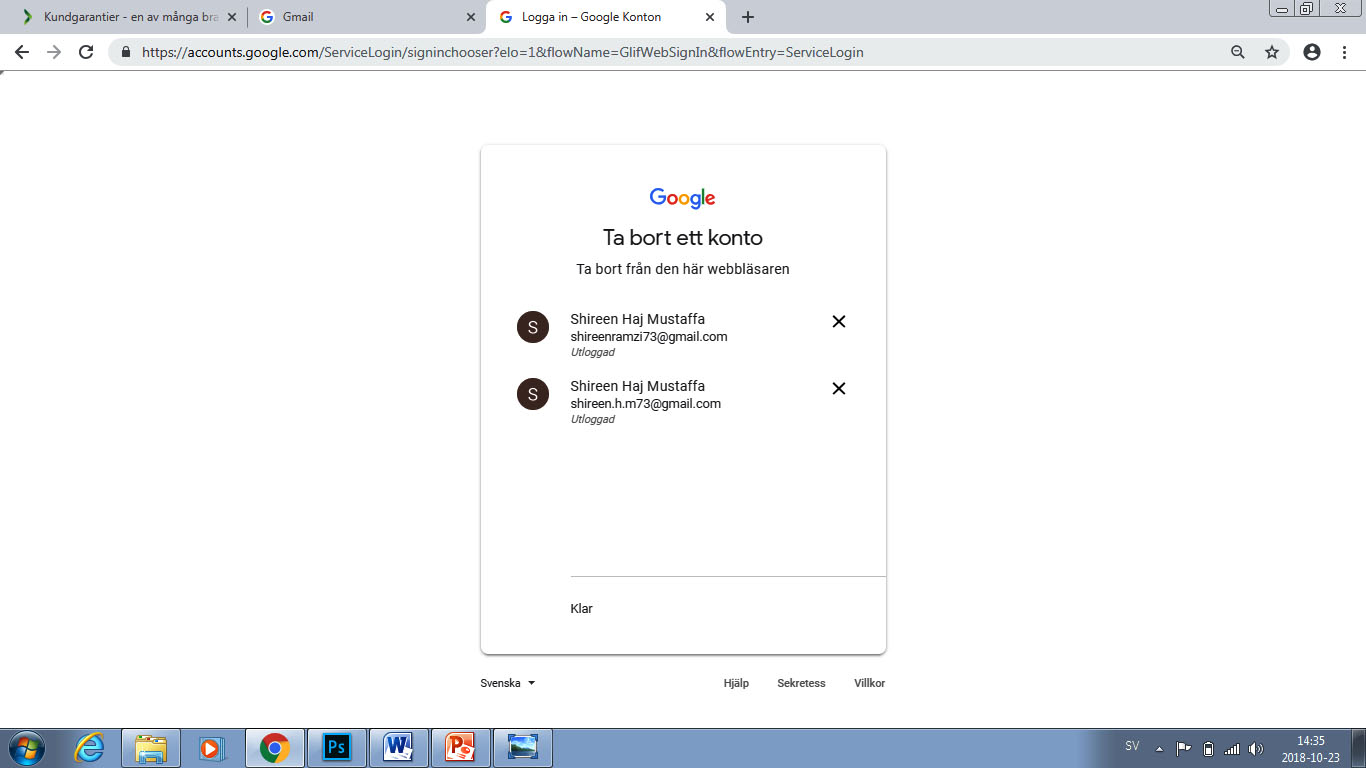 Kundgarantier - en av många bra
Gmail
Logga in – Google Konton
https://accounts.google.com/ServiceLogin/signinchooser?elo=1&flowName=GlifWebSignIn&flowEntry=ServiceLogin
Google
Ta bort ett konto
Ta bort från den här webbläsaren
S
Shireen Haj Mustaffa
shireenramzi73@gmail.com
Utloggad
S
Shireen Haj Mustaffa
shireen.h.m73@gmail.com
Utloggad
Klar
Svenska
Hjälp
Sekretess
Villkor
Ps
W
P
SV
14:35
2018-10-23